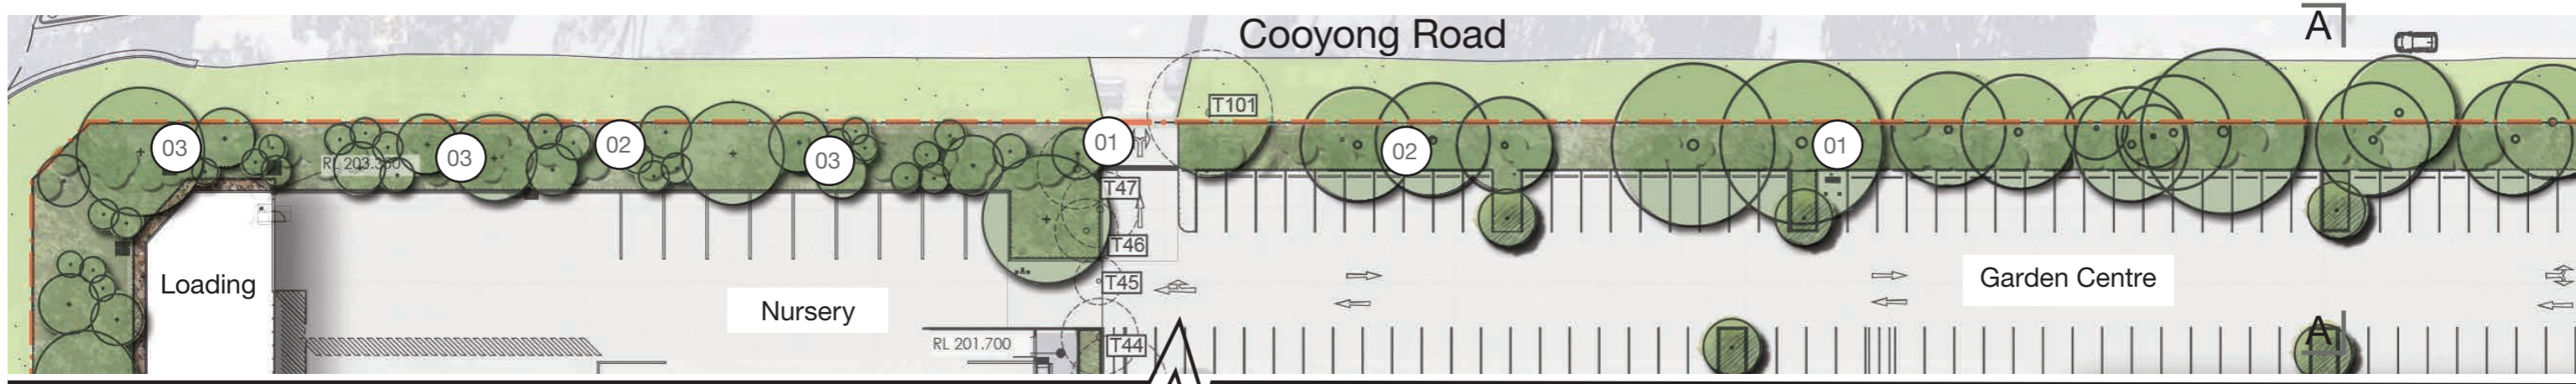 Cooyong Road
A
T101
03
03
02
03
01
02
01
RL 203.350
T47
T46
T45
T44
Loading
Nursery
Garden Centre
RL 201.700
A